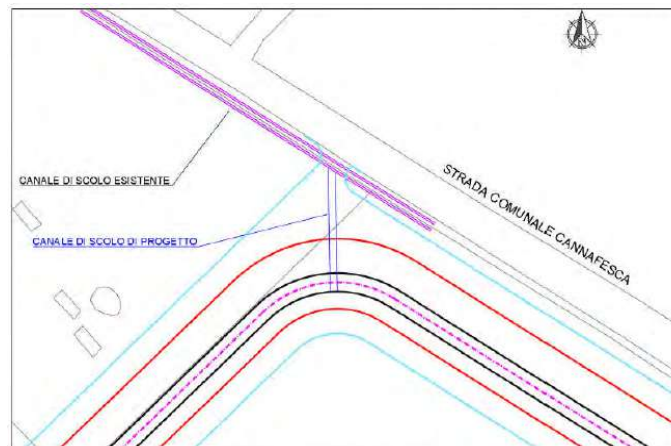 N
CANALE DI SCOLO ESISTENTE
STRADA COMUNALE CANNAFESCA
CANALE DI SCOLO DI PROGETTO